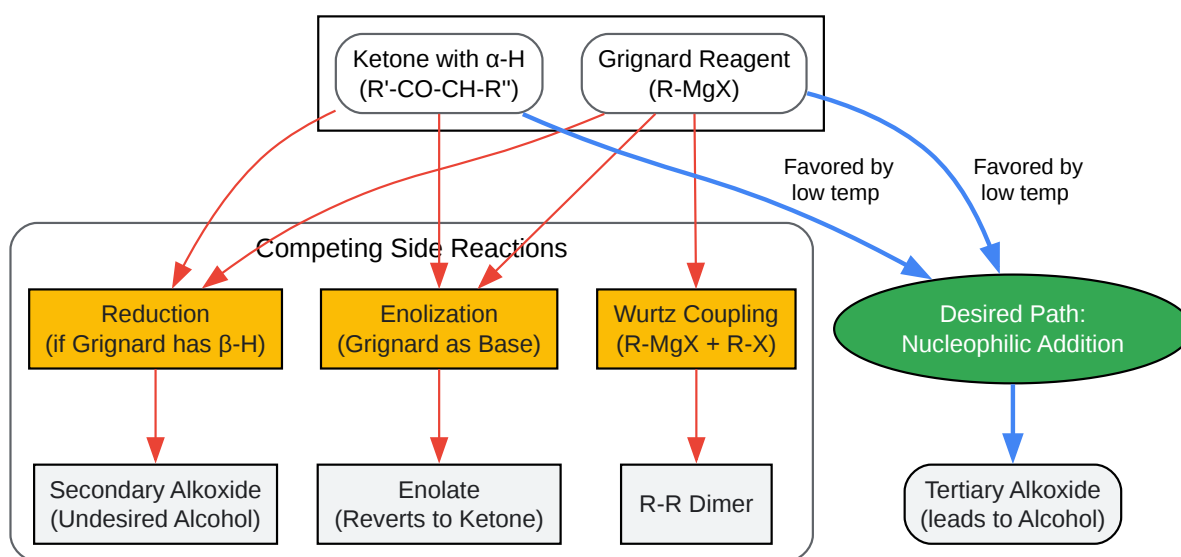 Ketone with α-H
(R'-CO-CH-R")
Grignard Reagent
(R-MgX)
Favored by
low temp
Favored by
low temp
Competing Side Reactions
Reduction
(if Grignard has β-H)
Enolization
(Grignard as Base)
Wurtz Coupling
(R-MgX + R-X)
Desired Path:
Nucleophilic Addition
Secondary Alkoxide
(Undesired Alcohol)
Enolate
(Reverts to Ketone)
R-R Dimer
Tertiary Alkoxide
(leads to Alcohol)